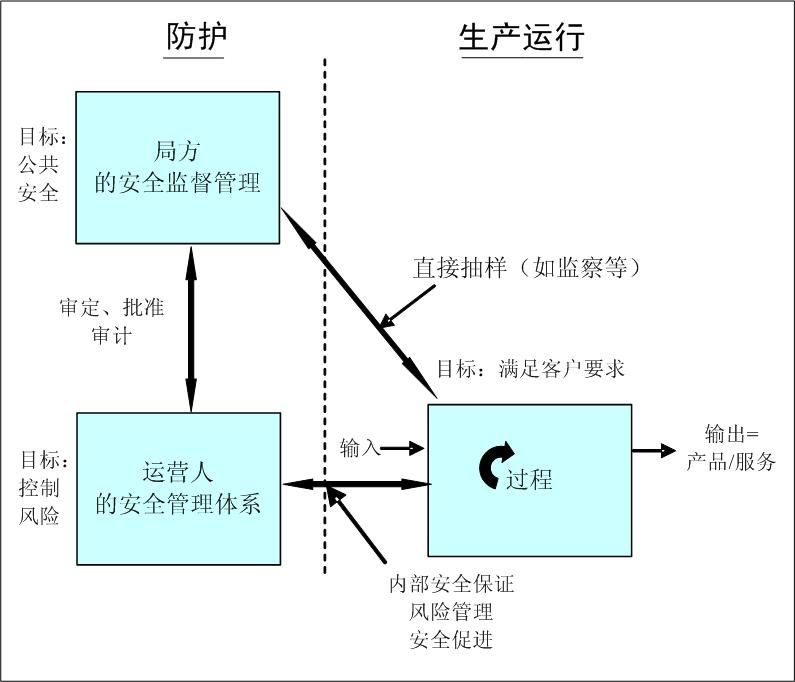 防护
生产运行
目标：
公共
安全
局方
的安全监督管理
直接抽样（如监察等）
审定、批准
审计
目标：满足客户要求
目标：
控制
风险
运营人
的安全管理体系
输入
过程
输出=
产品/服务
内部安全保证
风险管理
安全促进